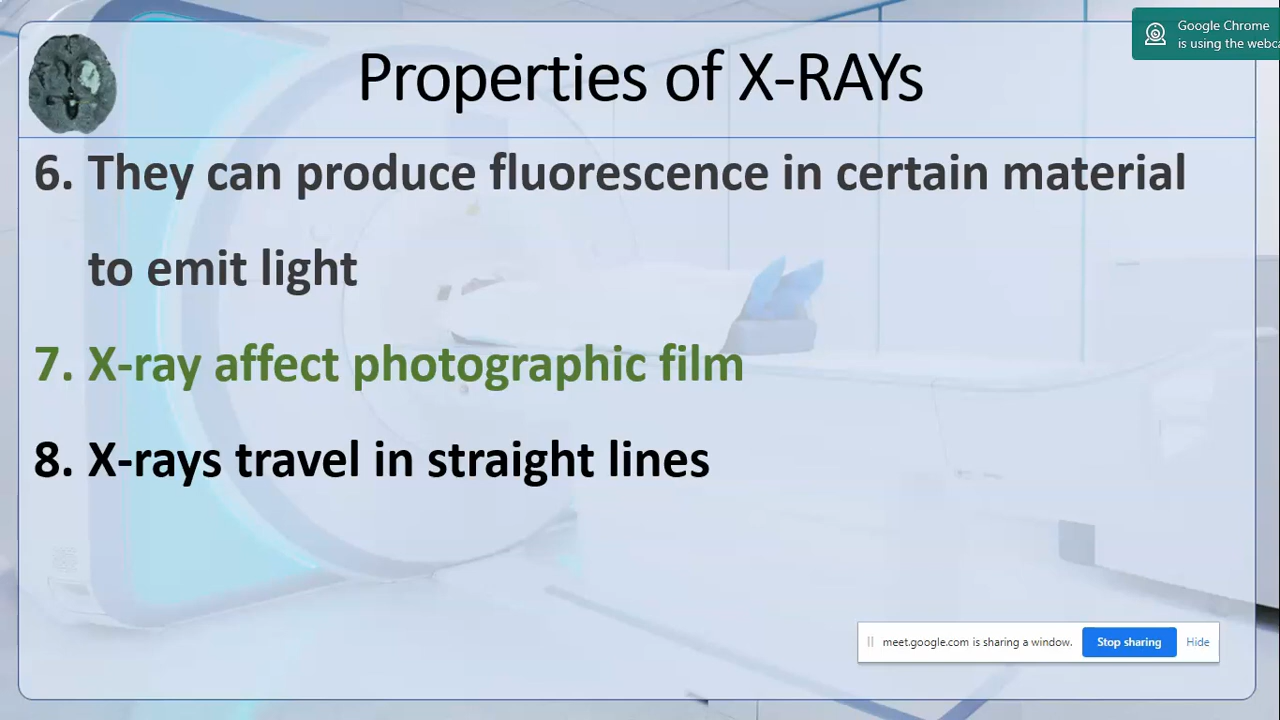 Google Chrome
is using the webc
Properties of X-RAYs
6. They can produce fluorescence in certain material
to emit light
7. X-ray affect photographic film
8. X-rays travel in straight lines
meet.google.com is sharing a window. Stop sharing Hide